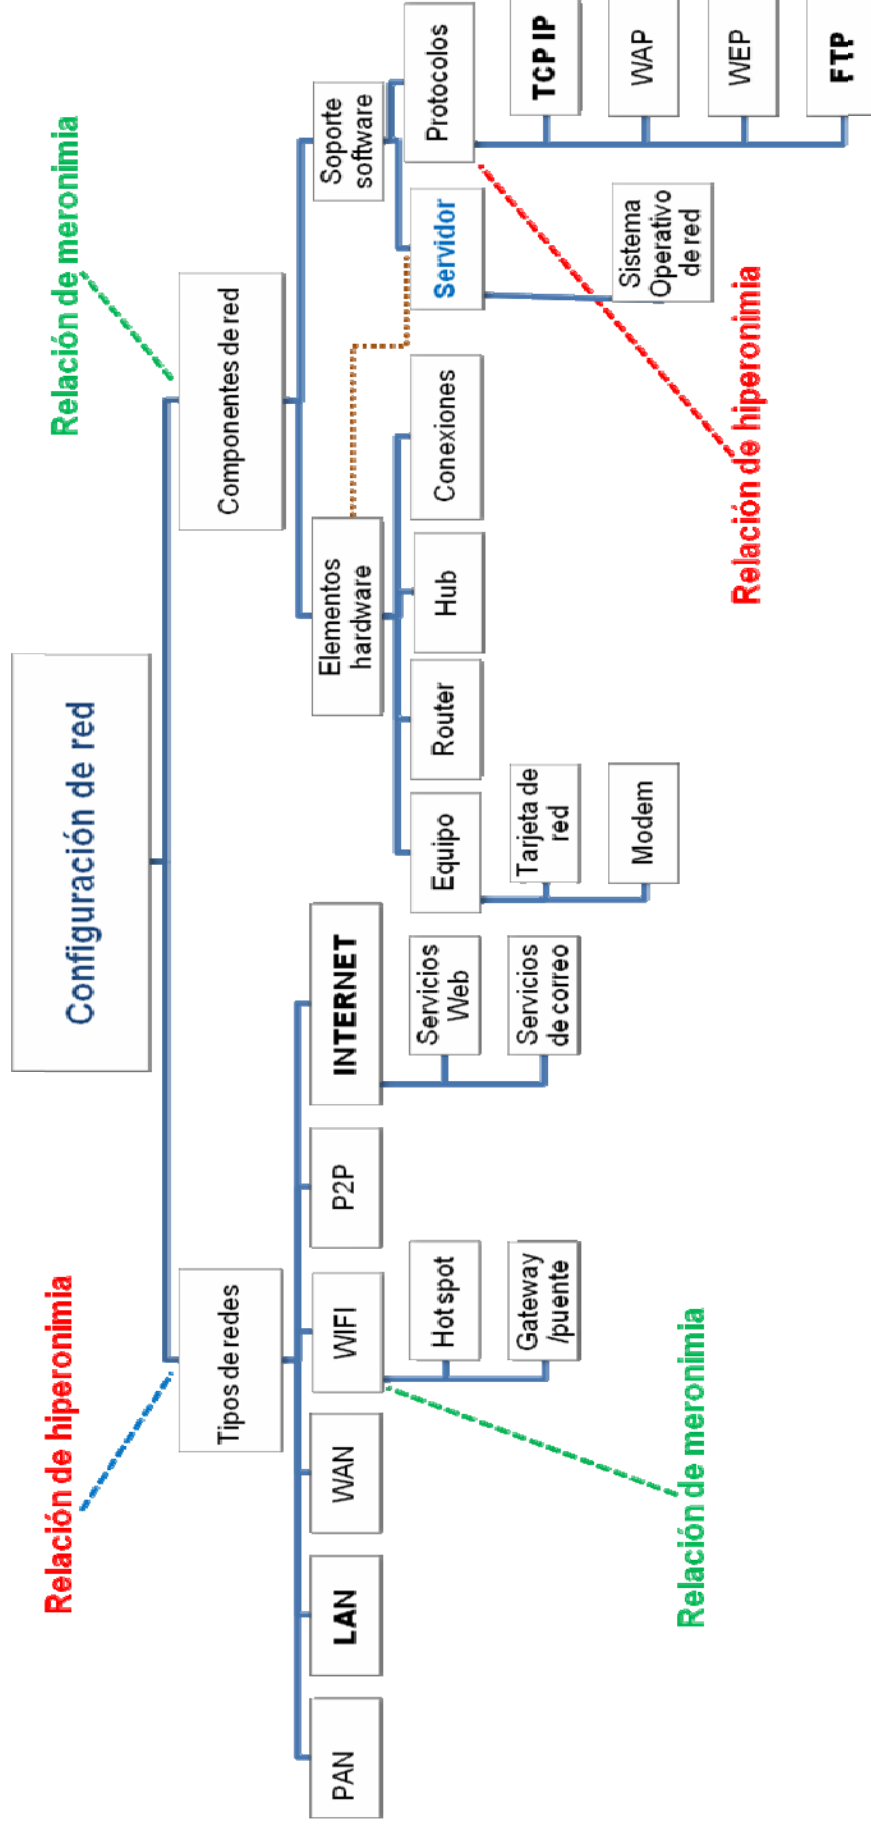 Configuración de red
Relación de hiperonimia
Relación de meronimia
Tipos de redes
Componentes de red
PAN
LAN
WAN
WIFI
P2P
INTERNET
Elementos
hardware
Soporte
software
Hotspot
Gateway
/puente
Servicios
Web
Servicios
de correo
Equipo
Router
Hub
Conexiones
Servidor
Protocolos
Tarjeta de
red
Modem
Sistema
Operativo
de red
TCP IP
WAP
WEP
FTP
Relación de meronimia
Relación de hiperonimia